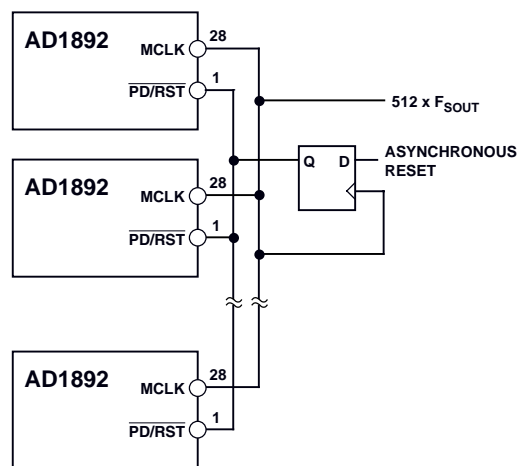 AD1892
MCLK 28
PD/RST 1
512 x FSOUT
Q D
ASYNCHRONOUS
RESET
AD1892
MCLK 28
PD/RST 1
AD1892
MCLK 28
PD/RST 1